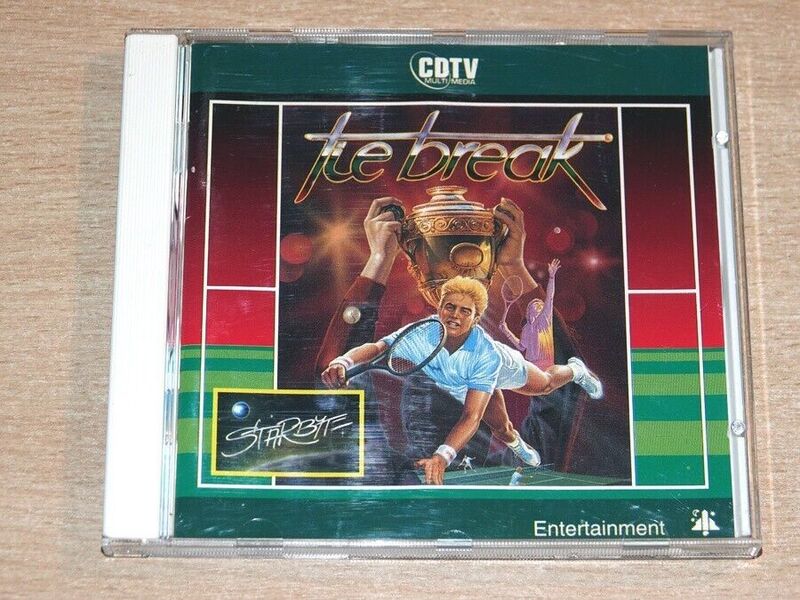 CDTV
MULTI MEDIA
Tie break
STARBYTE
Entertainment